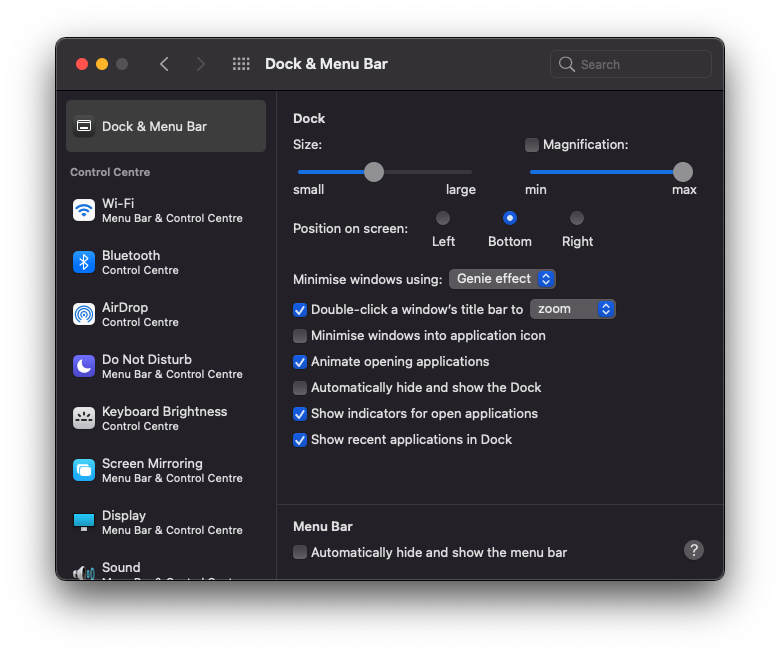 Dock & Menu Bar
Search
Dock & Menu Bar
Control Centre
Wi-Fi
Menu Bar & Control Centre
Bluetooth
Control Centre
AirDrop
Control Centre
Do Not Disturb
Menu Bar & Control Centre
Keyboard Brightness
Control Centre
Screen Mirroring
Menu Bar & Control Centre
Display
Menu Bar & Control Centre
Sound
Dock
Size:
Magnification:
small large
min max
Position on screen:
Left Bottom Right
Minimise windows using: Genie effect
Double-click a window's title bar to zoom
Minimise windows into application icon
Animate opening applications
Automatically hide and show the Dock
Show indicators for open applications
Show recent applications in Dock
Menu Bar
Automatically hide and show the menu bar
?